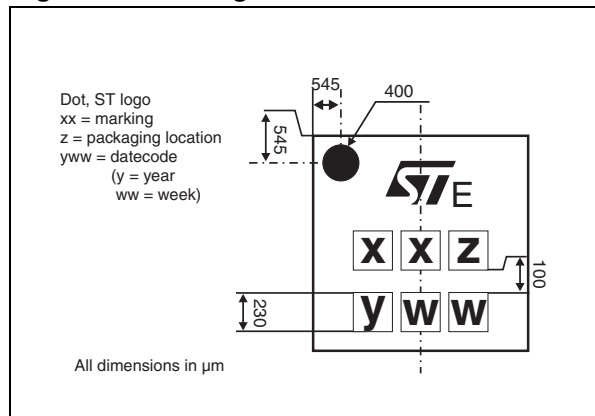 545
400
Dot, ST logo
xx = marking
z = packaging location
yww = datecode
(y = year
ww = week)
545
ST E
x x z
100
y w w
230
All dimensions in µm